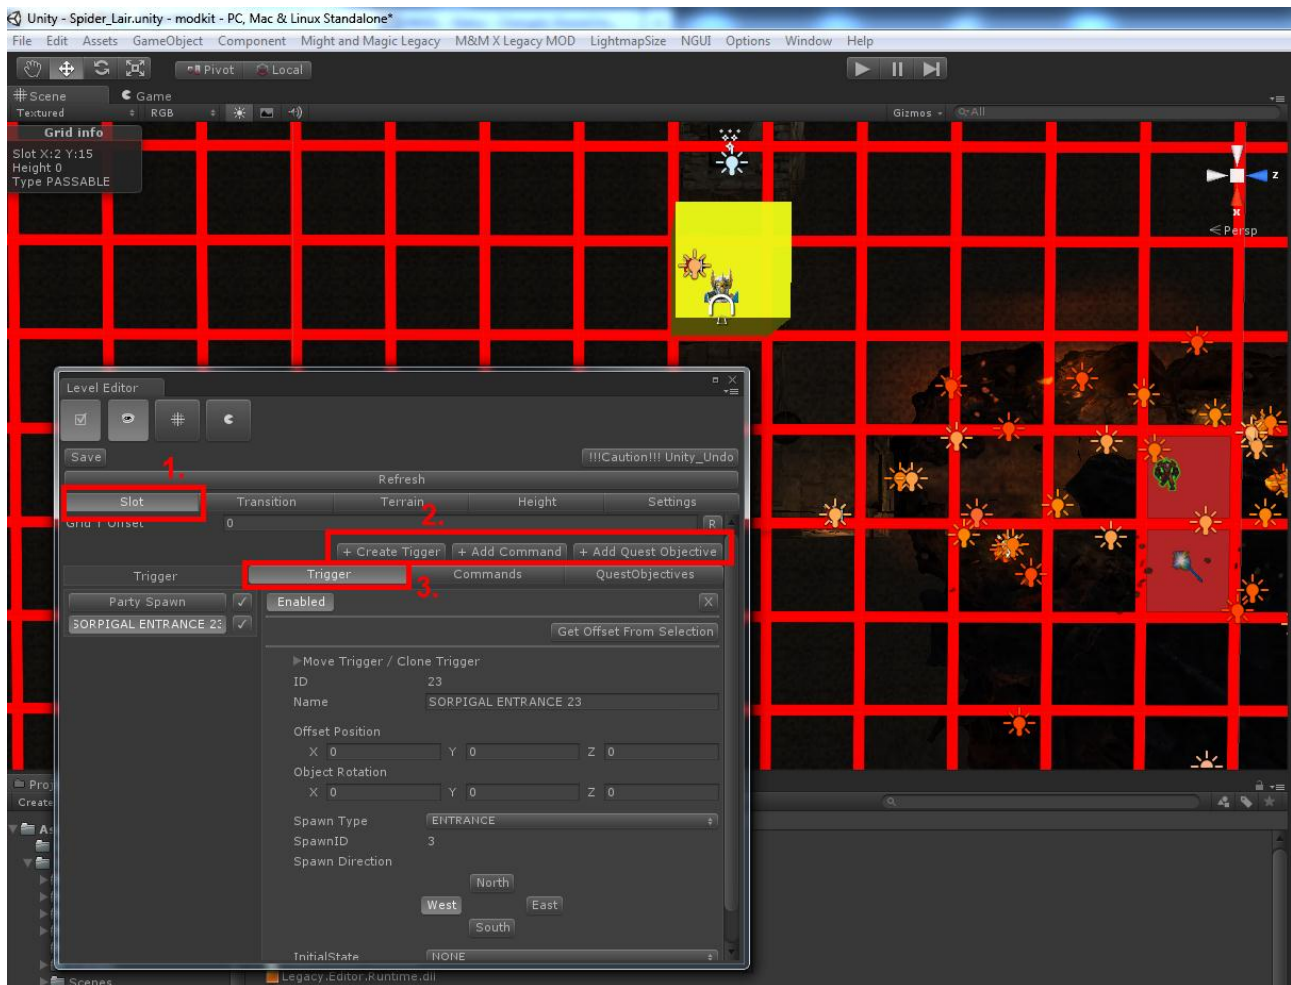 Unity - Spider_Lair.unity - modkit - PC, Mac & Linux Standalone*
File Edit Assets GameObject Component Might and Magic Legacy M&M X Legacy MOD LightmapSize NGUI Options Window Help
Pivot Local
Scene Game
Textured RGB Gizmos All
Grid info
Slot X:2 Y:15
Height 0
Type PASSABLE
z
x
Persp
Level Editor
Save !!!Caution!!! Unity_Undo
1.
Refresh
Slot Transition Terrain Height Settings
2.
Grid Y Offset 0 R
+ Create Tigger + Add Command + Add Quest Objective
Trigger Trigger Commands QuestObjectives
3.
Party Spawn Enabled X
SORPIGAL ENTRANCE 23
Get Offset From Selection
Move Trigger / Clone Trigger
ID 23
Name SORPIGAL ENTRANCE 23
Offset Position
X 0 Y 0 Z 0
Object Rotation
X 0 Y 0 Z 0
Spawn Type ENTRANCE
SpawnID 3
Spawn Direction
North
West East
South
InitialState NONE
Proj
Create
As
Scenes
Legacy.Editor.Runtime.dll